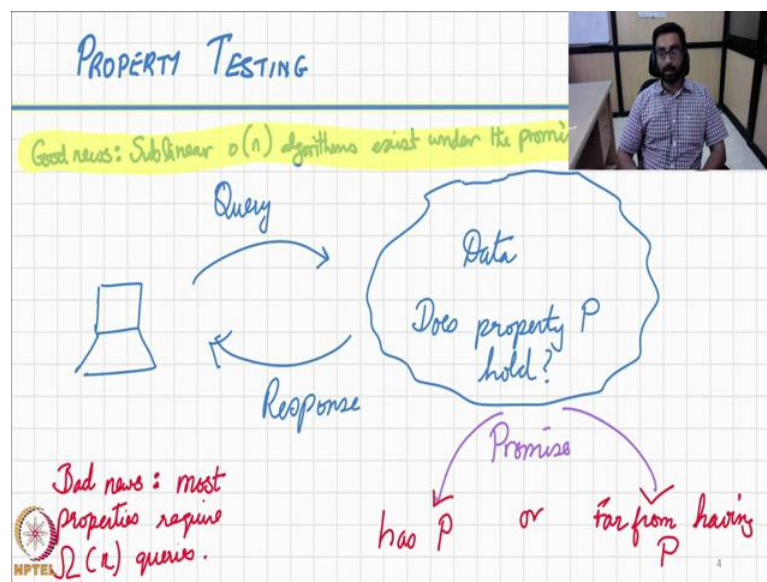 PROPERTY TESTING
Good news: Sublinear o(n) algorithms exist under the promi
Query
Data
Does property P
hold?
Response
Promise
Bad news: most
properties require
Ω(n) queries.
has P or Far from having
P
NPTEL
4